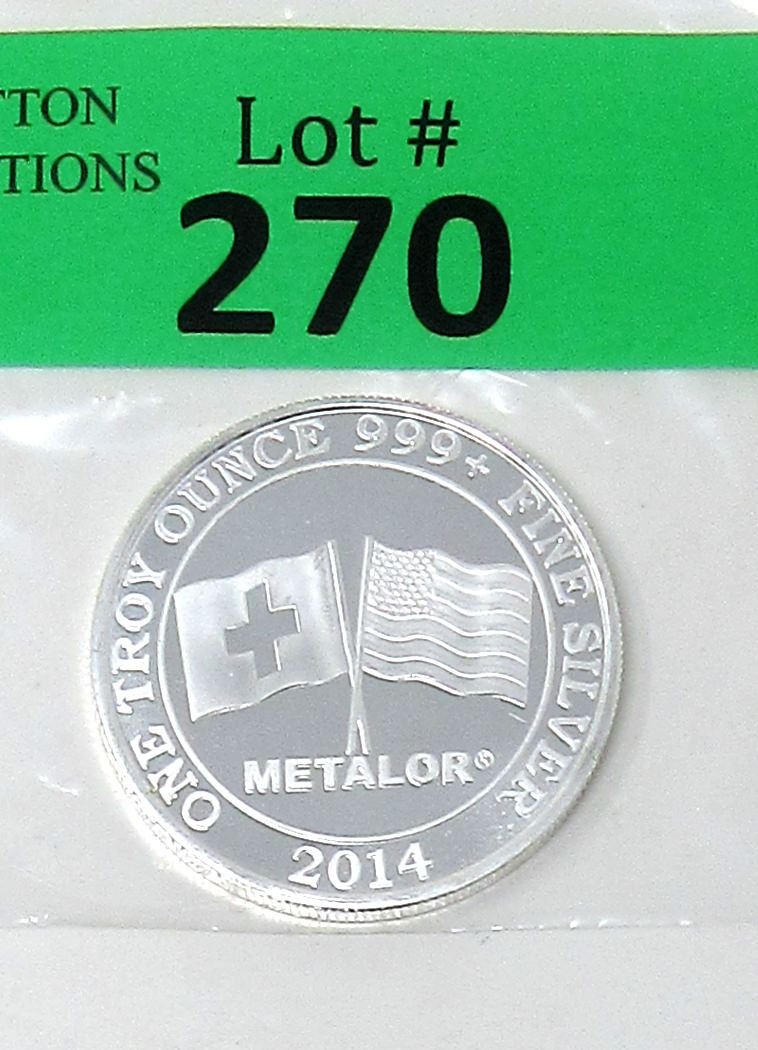 TTON
TIONS
Lot #
270
ONE TROY OUNCE 999+ FINE SILVER
METALOR®
2014